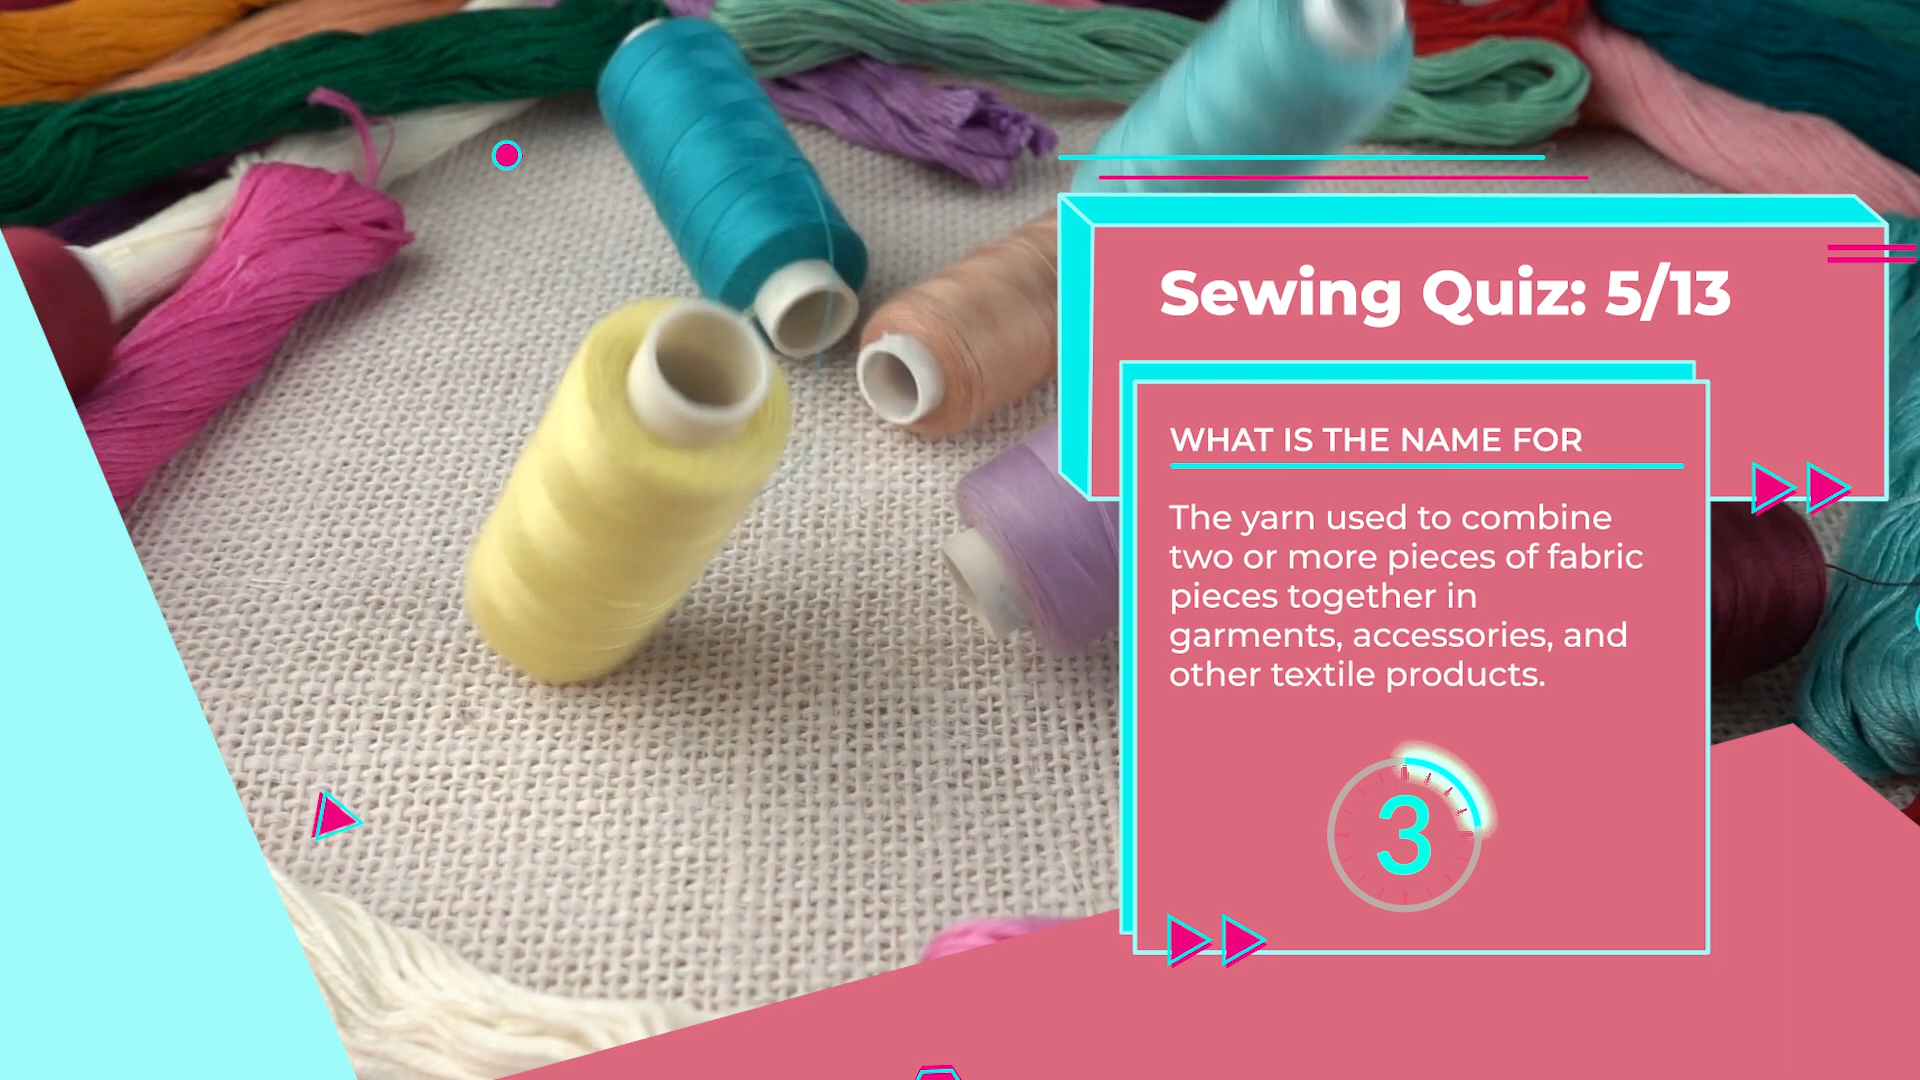 Sewing Quiz: 5/13
WHAT IS THE NAME FOR
The yarn used to combine
two or more pieces of fabric
pieces together in
garments, accessories, and
other textile products.
3